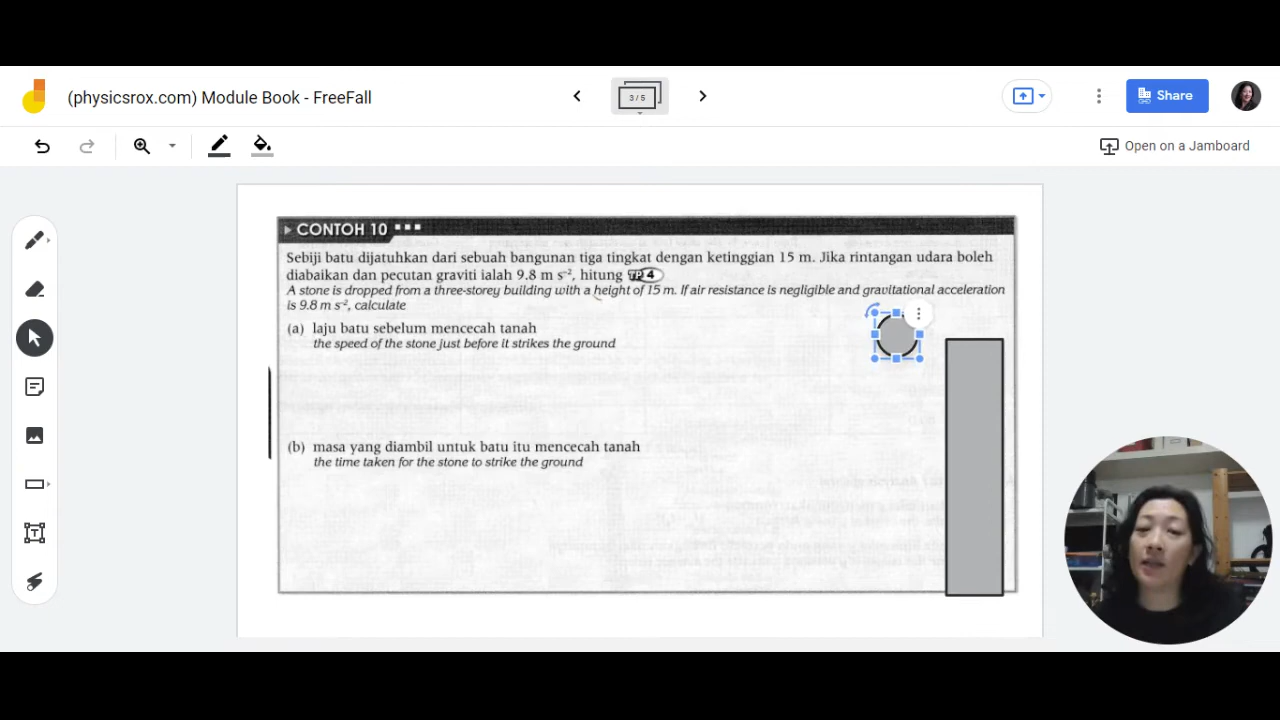 (physicsrox.com) Module Book - FreeFall
3 / 5
Share
Open on a Jamboard
CONTOH 10
Sebiji batu dijatuhkan dari sebuah bangunan tiga tingkat dengan ketinggian 15 m. Jika rintangan udara boleh
diabaikan dan pecutan graviti ialah 9.8 m s⁻², hitung TP 4
A stone is dropped from a three-storey building with a height of 15 m. If air resistance is negligible and gravitational acceleration
is 9.8 m s⁻², calculate
(a) laju batu sebelum mencecah tanah
the speed of the stone just before it strikes the ground
(b) masa yang diambil untuk batu itu mencecah tanah
the time taken for the stone to strike the ground